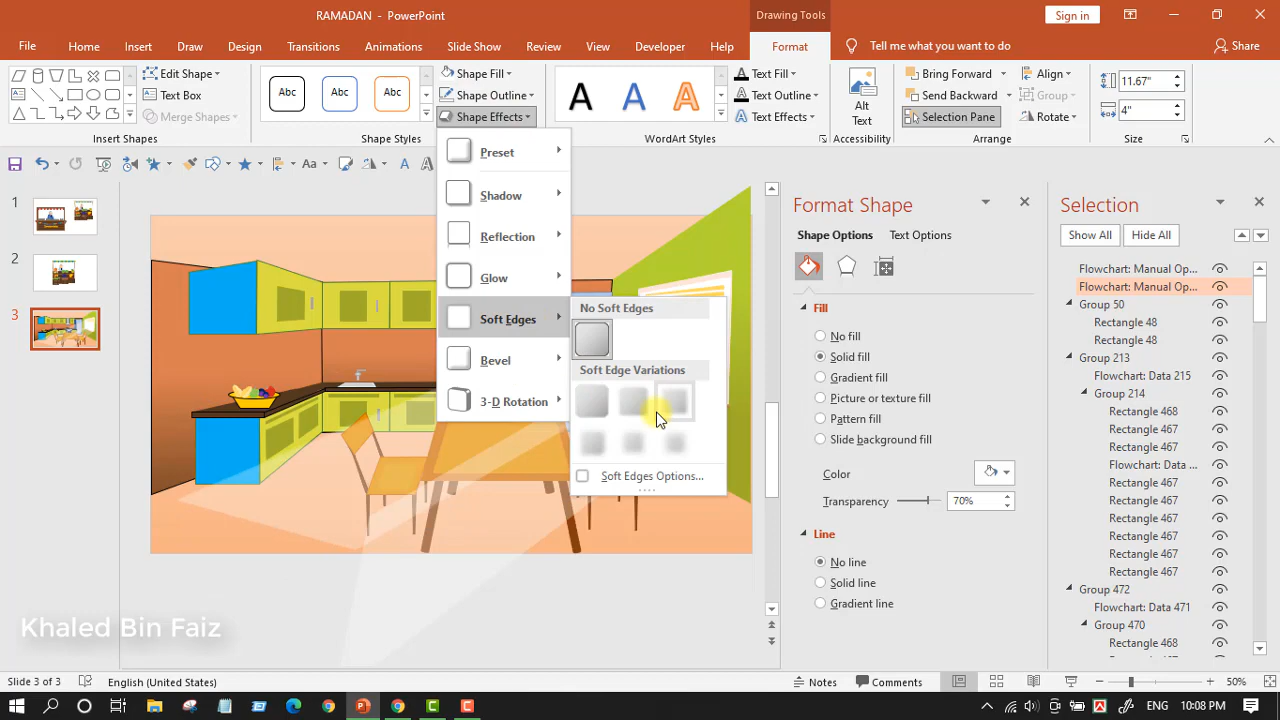 RAMADAN - PowerPoint
Drawing Tools
Sign in
File Home Insert Draw Design Transitions Animations Slide Show Review View Developer Help Format Tell me what you want to do Share
Edit Shape
Text Box
Merge Shapes
Insert Shapes
Abc Abc Abc
Shape Styles
Shape Fill
Shape Outline
Shape Effects
A A A
WordArt Styles
Text Fill
Text Outline
Text Effects
Alt
Text
Accessibility
Bring Forward
Send Backward
Selection Pane
Align
Group
Rotate
Arrange
11.67"
4"
Size
Aa A A
1
2
3
Preset
Shadow
Reflection
Glow
Soft Edges
Bevel
3-D Rotation
No Soft Edges
Soft Edge Variations
Soft Edges Options...
Format Shape
Shape Options Text Options
Fill
No fill
Solid fill
Gradient fill
Picture or texture fill
Pattern fill
Slide background fill
Color
Transparency 70%
Line
No line
Solid line
Gradient line
Selection
Show All Hide All
Flowchart: Manual Op...
Flowchart: Manual Op...
Group 50
Rectangle 48
Rectangle 48
Group 213
Flowchart: Data 215
Group 214
Rectangle 468
Rectangle 467
Rectangle 467
Flowchart: Data ...
Rectangle 467
Rectangle 467
Rectangle 467
Rectangle 467
Rectangle 467
Rectangle 467
Group 472
Flowchart: Data 471
Group 470
Rectangle 468
Rectangle 467
Khaled Bin Faiz
Slide 3 of 3 English (United States) Notes Comments 50%
10:08 PM